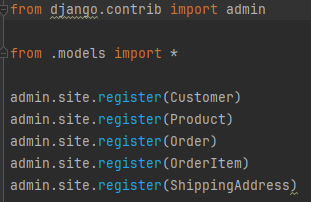 from django.contrib import admin
from .models import *
admin.site.register(Customer)
admin.site.register(Product)
admin.site.register(Order)
admin.site.register(OrderItem)
admin.site.register(ShippingAddress)